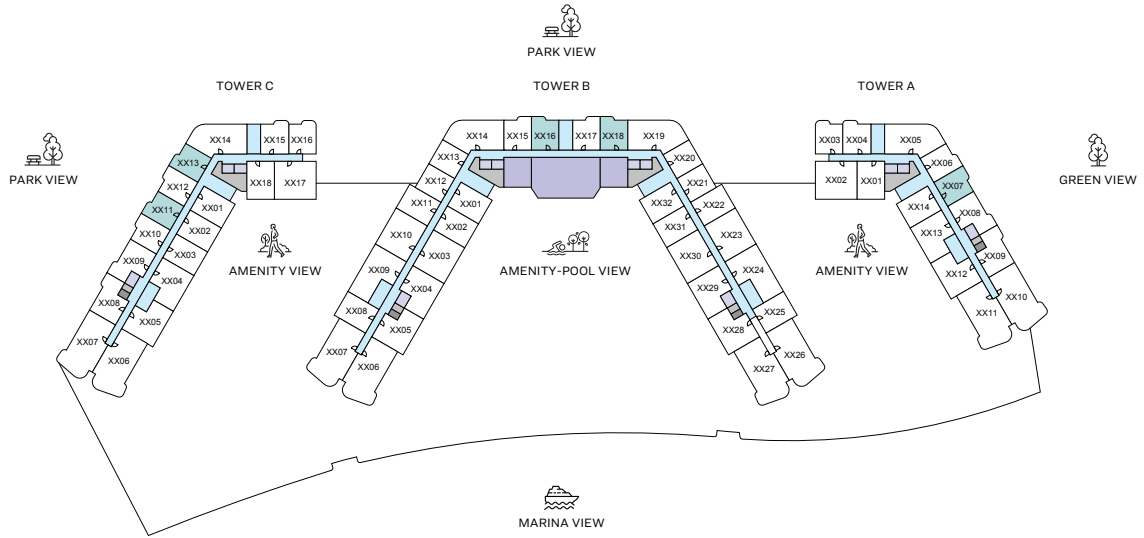 PARK VIEW
TOWER C
TOWER B
TOWER A
PARK VIEW
GREEN VIEW
XX14
XX15
XX16
XX13
XX12
XX11
XX10
XX09
XX08
XX07
XX06
XX05
XX04
XX03
XX02
XX01
XX18
XX17
AMENITY VIEW
XX14
XX15
XX16
XX17
XX18
XX19
XX13
XX12
XX11
XX10
XX09
XX08
XX07
XX06
XX05
XX04
XX03
XX02
XX01
AMENITY-POOL VIEW
XX20
XX21
XX22
XX23
XX24
XX25
XX26
XX27
XX28
XX29
XX30
XX31
XX32
AMENITY VIEW
XX03
XX04
XX05
XX02
XX01
XX06
XX07
XX08
XX09
XX10
XX11
XX12
XX13
XX14
MARINA VIEW